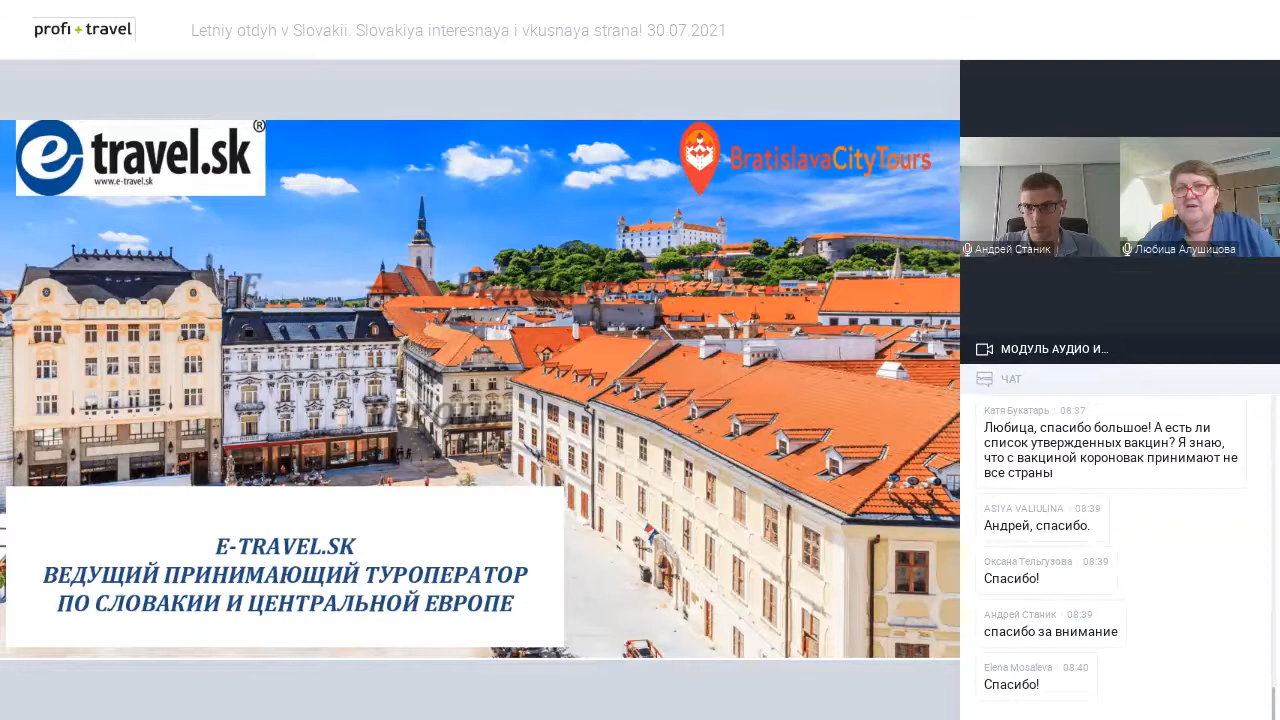 profi + travel
Letniy otdyh v Slovakii. Slovakiya interesnaya i vkusnaya strana! 30.07.2021
e travel.sk ®
www.e-travel.sk
BratislavaCityTours
E-TRAVEL.SK
ВЕДУЩИЙ ПРИНИМАЮЩИЙ ТУРОПЕРАТОР
ПО СЛОВАКИИ И ЦЕНТРАЛЬНОЙ ЕВРОПЕ
Андрей Станик
Любица Алушицова
МОДУЛЬ АУДИО И...
ЧАТ
Катя Букатарь 08:37
Любица, спасибо большое! А есть ли
список утвержденных вакцин? Я знаю,
что с вакциной короновак принимают не
все страны
ASIYA VALIULINA 08:39
Андрей, спасибо.
Оксана Тельгузова 08:39
Спасибо!
Андрей Станик 08:39
спасибо за внимание
Elena Mosaleva 08:40
Спасибо!